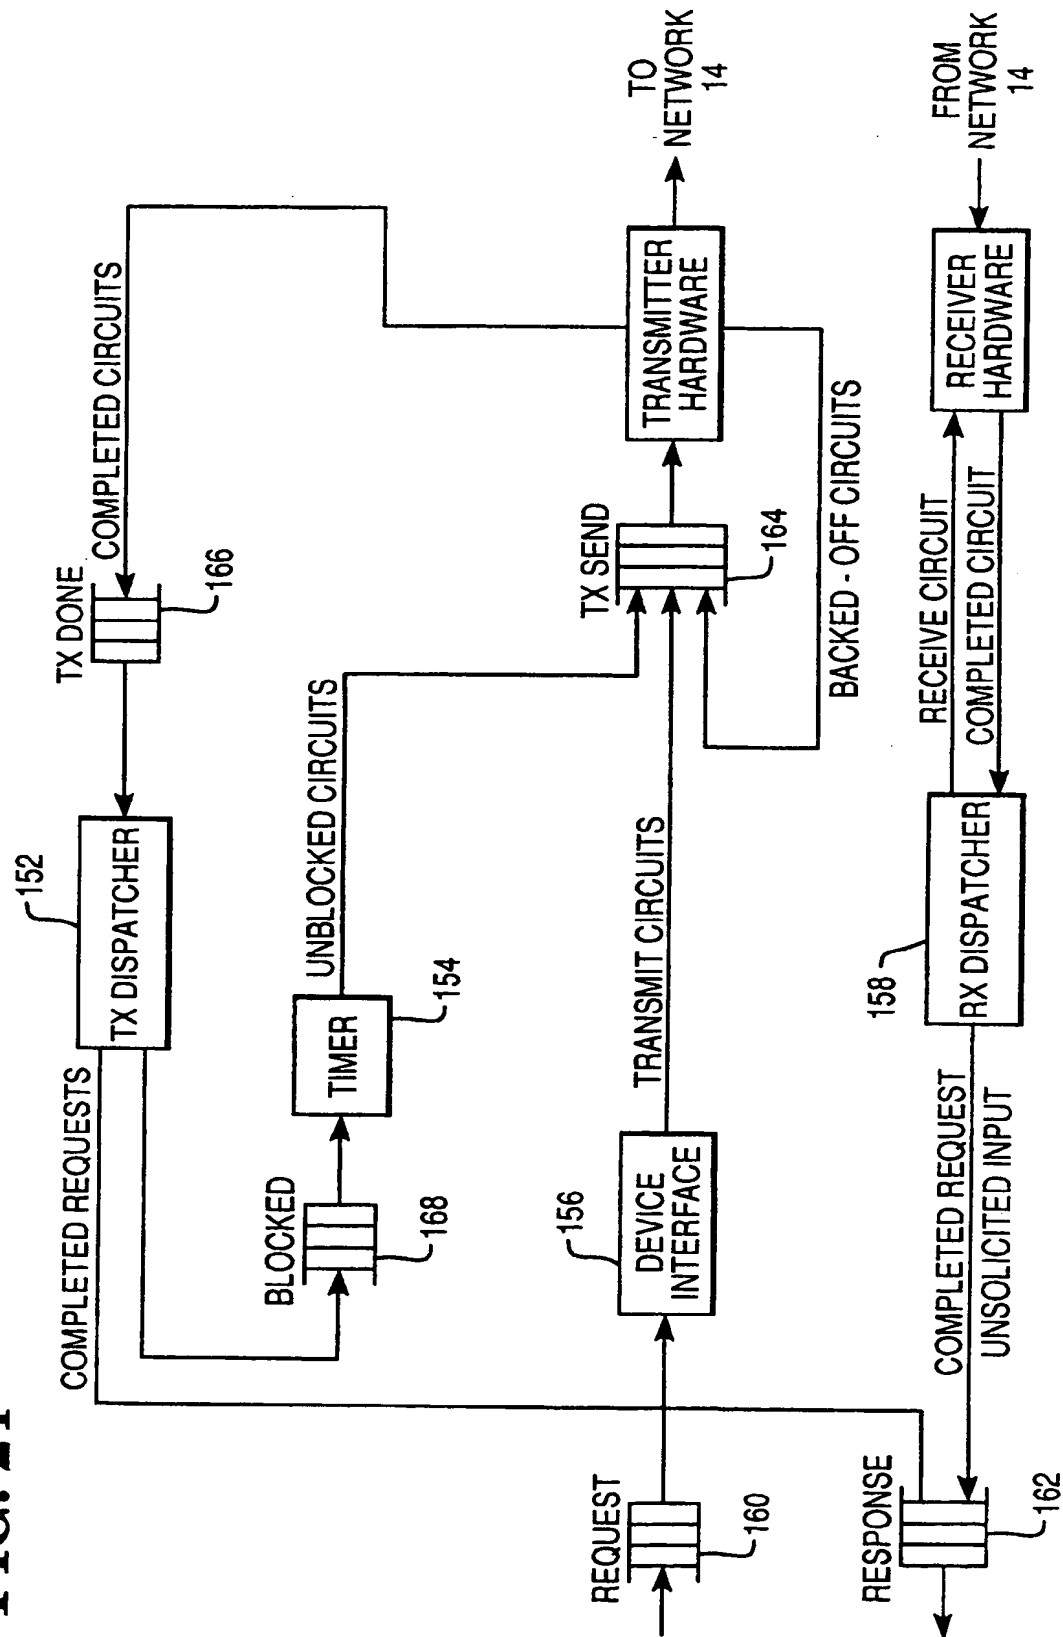 FIG. 21
COMPLETED REQUESTS
152
TX DISPATCHER
TX DONE
166
COMPLETED CIRCUITS
BLOCKED
168
TIMER
154
UNBLOCKED CIRCUITS
REQUEST
160
156
DEVICE
INTERFACE
TRANSMIT CIRCUITS
TX SEND
164
TRANSMITTER
HARDWARE
TO
NETWORK
14
BACKED - OFF CIRCUITS
RESPONSE
162
COMPLETED REQUEST
UNSOLICITED INPUT
158
RX DISPATCHER
RECEIVE CIRCUIT
COMPLETED CIRCUIT
RECEIVER
HARDWARE
FROM
NETWORK
14